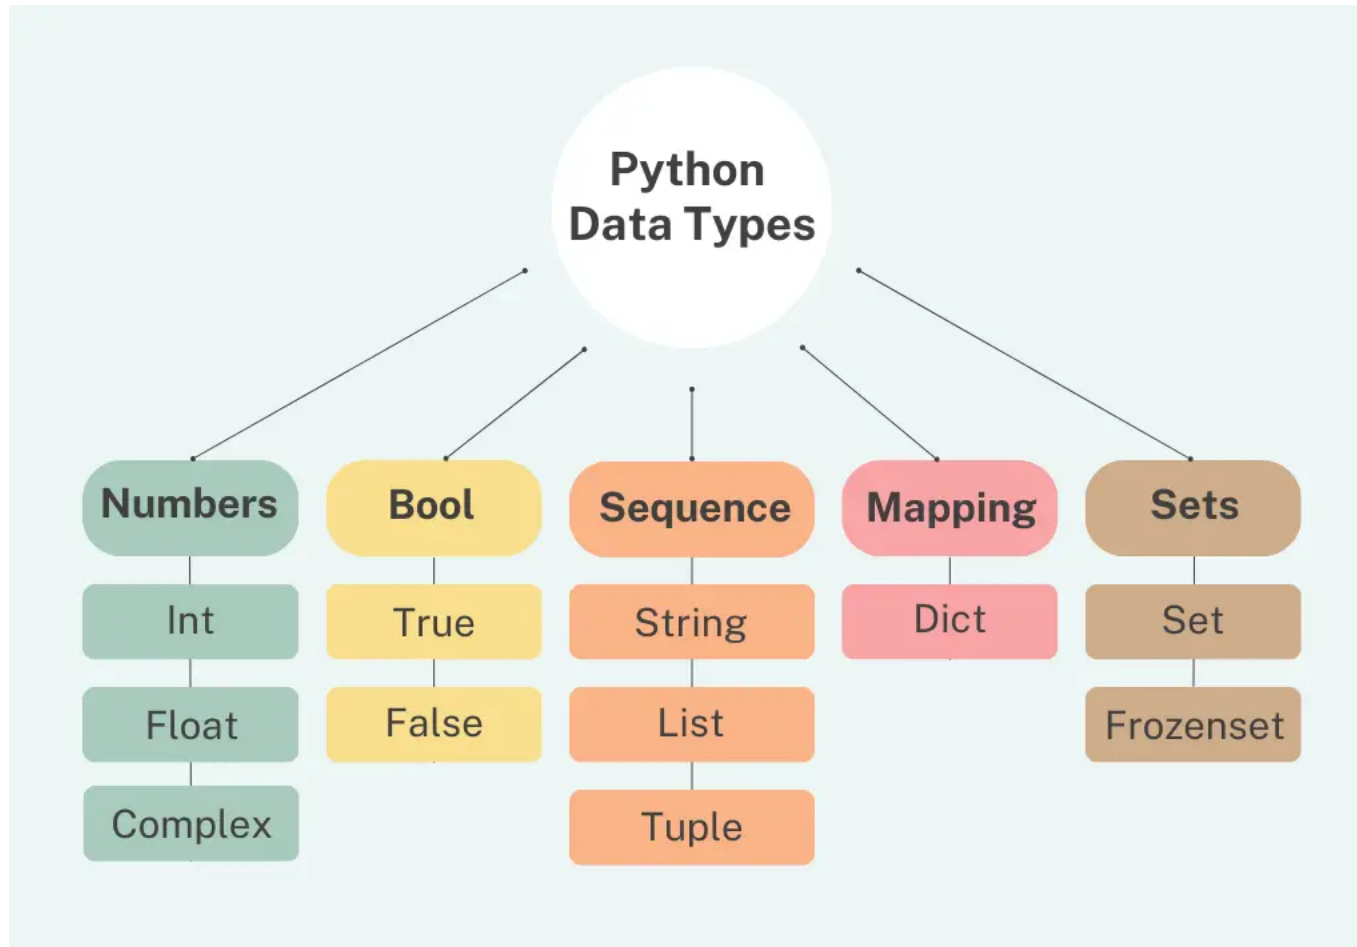 Python
Data Types
Numbers
Bool
Sequence
Mapping
Sets
Int
True
String
Dict
Set
Float
False
List
Frozenset
Complex
Tuple